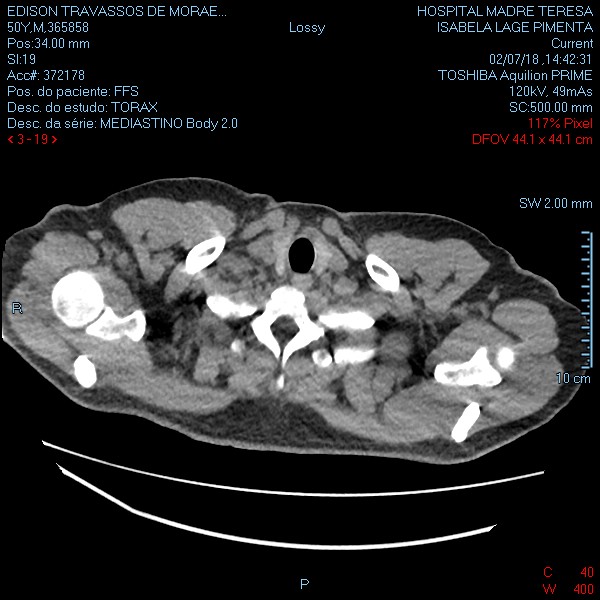 EDISON TRAVASSOS DE MORAE...
50Y,M,365858
Pos:34.00 mm
SI:19
Acc#: 372178
Pos. do paciente: FFS
Desc. do estudo: TORAX
Desc. da série: MEDIASTINO Body 2.0
< 3 - 19 >
Lossy
HOSPITAL MADRE TERESA
ISABELA LAGE PIMENTA
Current
02/07/18 ,14:42:31
TOSHIBA Aquilion PRIME
120kV, 49mAs
SC:500.00 mm
117% Pixel
DFOV 44.1 x 44.1 cm
SW 2.00 mm
R
10 cm
P
C 40
W 400